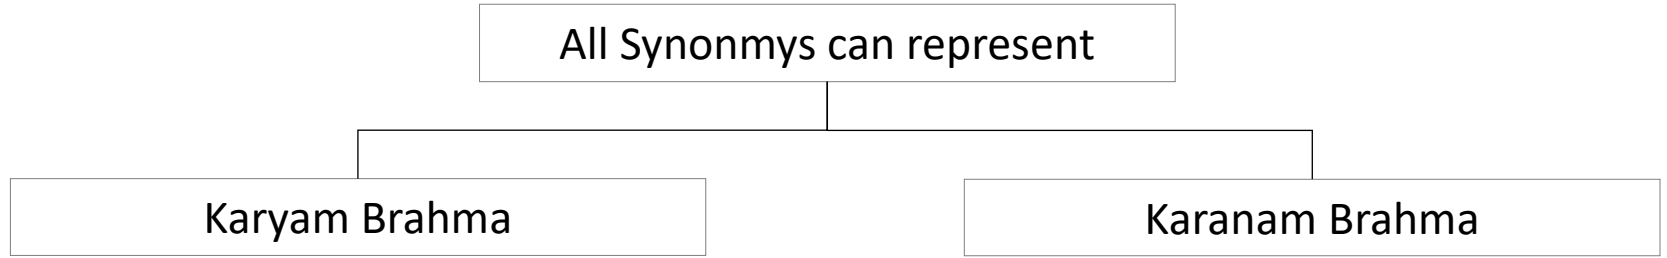 All Synonmys can represent
Karyam Brahma
Karanam Brahma